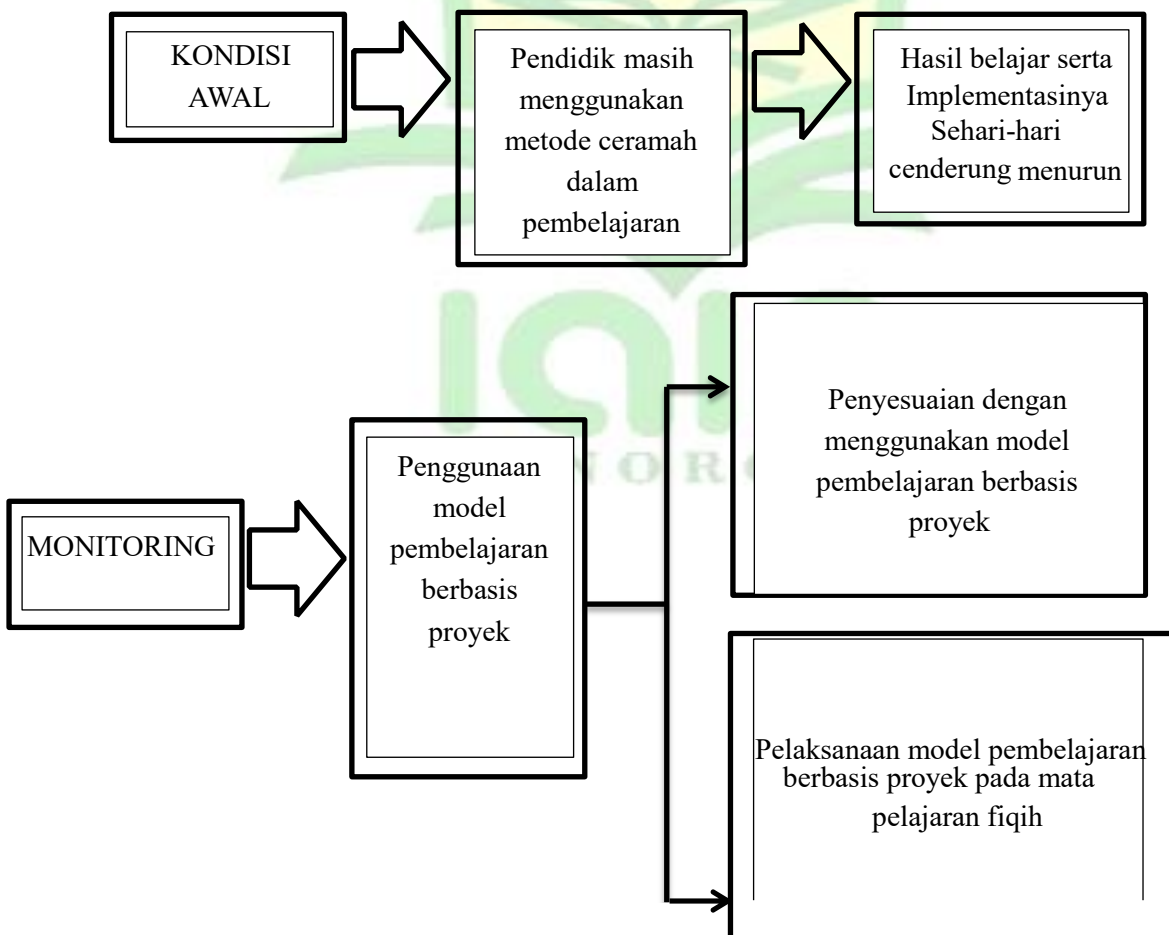 KONDISI
AWAL
Pendidik masih
menggunakan
metode ceramah
dalam
pembelajaran
Hasil belajar serta
Implementasinya
Sehari-hari
cenderung menurun
MONITORING
Penggunaan
model
pembelajaran
berbasis
proyek
Penyesuaian dengan
menggunakan model
pembelajaran berbasis
proyek
Pelaksanaan model pembelajaran
berbasis proyek pada mata
pelajaran fiqih